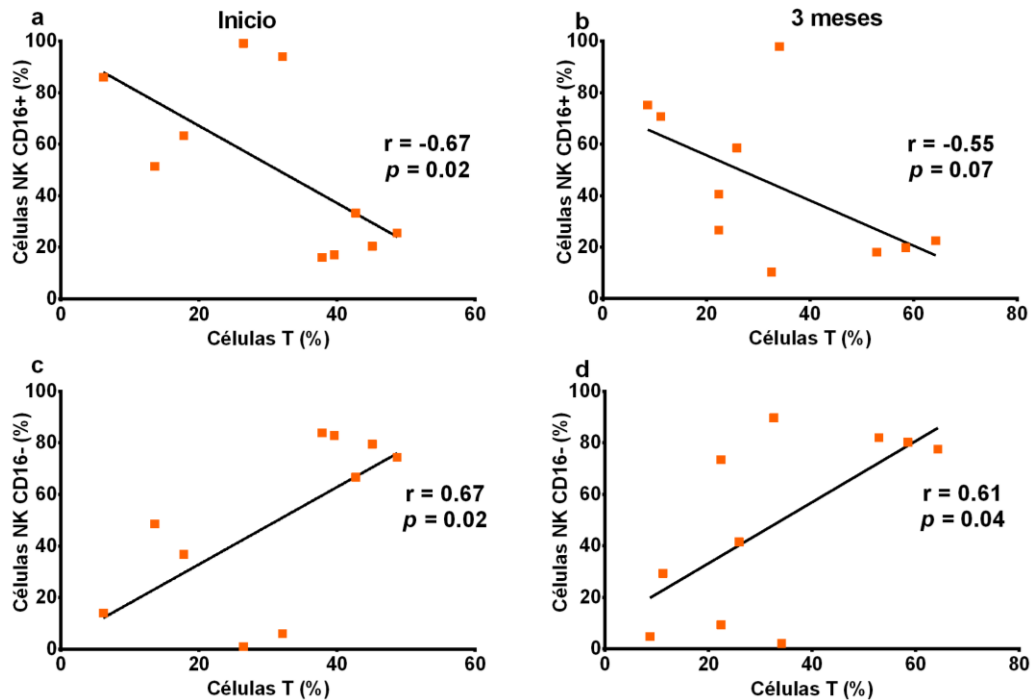 a
Inicio
100
80
60
40
20
0
Células NK CD16+ (%)
r = -0.67
p = 0.02
0
20
40
60
Células T (%)
b
3 meses
100
80
60
40
20
0
Células NK CD16+ (%)
r = -0.55
p = 0.07
0
20
40
60
80
Células T (%)
c
100
80
60
40
20
0
Células NK CD16- (%)
r = 0.67
p = 0.02
0
20
40
60
Células T (%)
d
100
80
60
40
20
0
Células NK CD16- (%)
r = 0.61
p = 0.04
0
20
40
60
80
Células T (%)